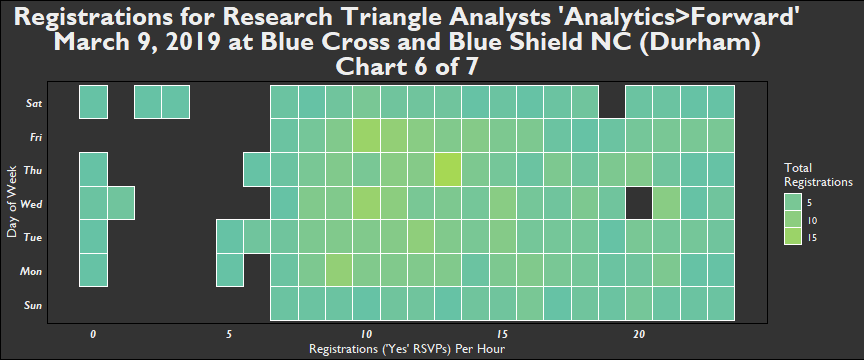 Registrations for Research Triangle Analysts 'Analytics>Forward'
March 9, 2019 at Blue Cross and Blue Shield NC (Durham)
Chart 6 of 7
Day of Week
Sat
Fri
Thu
Wed
Tue
Mon
Sun
0 5 10 15 20
Registrations ('Yes' RSVPs) Per Hour
Total
Registrations
5
10
15